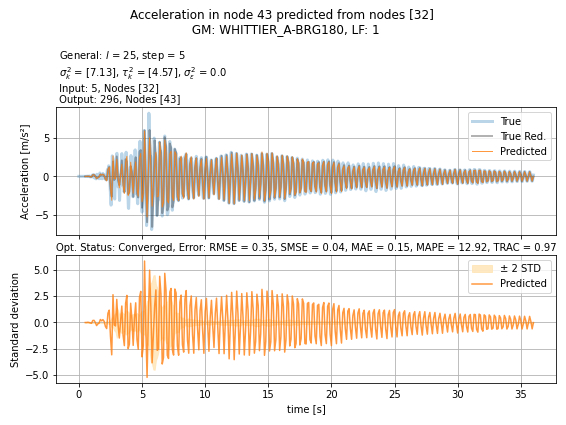 Acceleration in node 43 predicted from nodes [32]
GM: WHITTIER_A-BRG180, LF: 1
General: l = 25, step = 5
σ²ₖ = [7.13], τ²ₖ = [4.57], σ²ε = 0.0
Input: 5, Nodes [32]
Output: 296, Nodes [43]
Acceleration [m/s²]
5
0
−5
True
True Red.
Predicted
Opt. Status: Converged, Error: RMSE = 0.35, SMSE = 0.04, MAE = 0.15, MAPE = 12.92, TRAC = 0.97
Standard deviation
5.0
2.5
0.0
−2.5
−5.0
± 2 STD
Predicted
0 5 10 15 20 25 30 35
time [s]